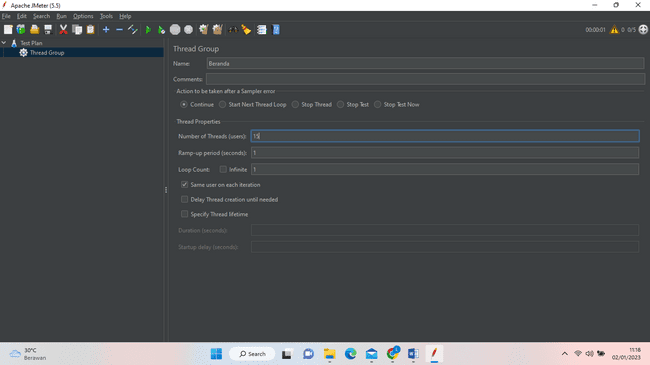 Apache JMeter (5.5)
File Edit Search Run Options Tools Help
00:00:01 0 0/5
Test Plan
Thread Group
Thread Group
Name: Beranda
Comments:
Action to be taken after a Sampler error
Continue Start Next Thread Loop Stop Thread Stop Test Stop Test Now
Thread Properties
Number of Threads (users): 15
Ramp-up period (seconds): 1
Loop Count: Infinite 1
Same user on each iteration
Delay Thread creation until needed
Specify Thread lifetime
Duration (seconds):
Startup delay (seconds):
30°C
Berawan
Search
1
11:18
02/01/2023